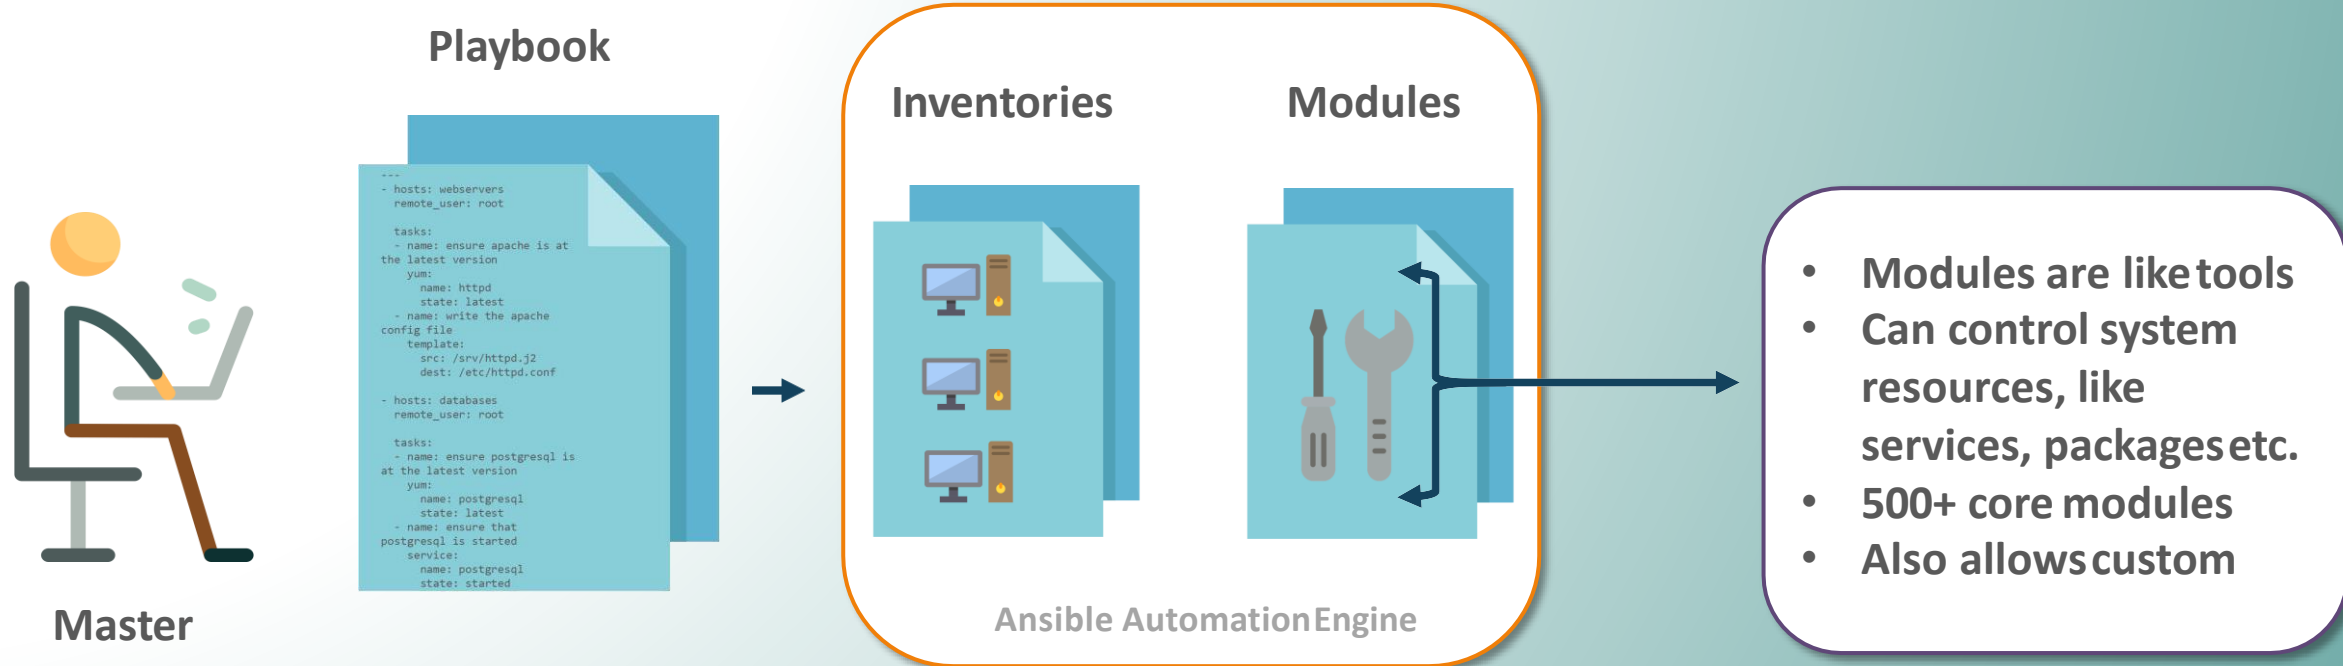 Playbook
---
- hosts: webservers
  remote_user: root

  tasks:
  - name: ensure apache is at
the latest version
    yum:
      name: httpd
      state: latest
  - name: write the apache
config file
    template:
      src: /srv/httpd.j2
      dest: /etc/httpd.conf

- hosts: databases
  remote_user: root

  tasks:
  - name: ensure postgresql is
at the latest version
    yum:
      name: postgresql
      state: latest
  - name: ensure that
postgresql is started
    service:
      name: postgresql
      state: started
Master
Inventories
Modules
Ansible AutomationEngine
• Modules are like tools
• Can control system
resources, like
services, packages etc.
• 500+ core modules
• Also allows custom